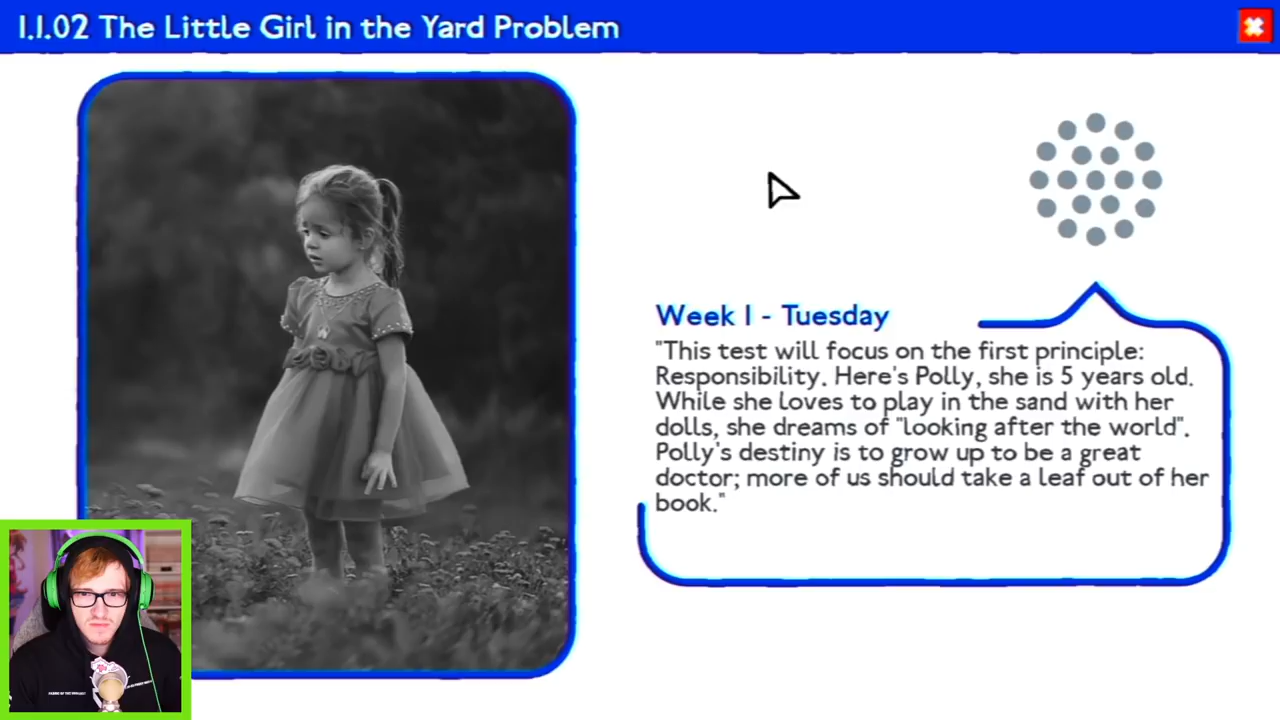 1.1.02 The Little Girl in the Yard Problem
Week 1 - Tuesday
"This test will focus on the first principle:
Responsibility. Here's Polly, she is 5 years old.
While she loves to play in the sand with her
dolls, she dreams of "looking after the world".
Polly's destiny is to grow up to be a great
doctor; more of us should take a leaf out of her
book."